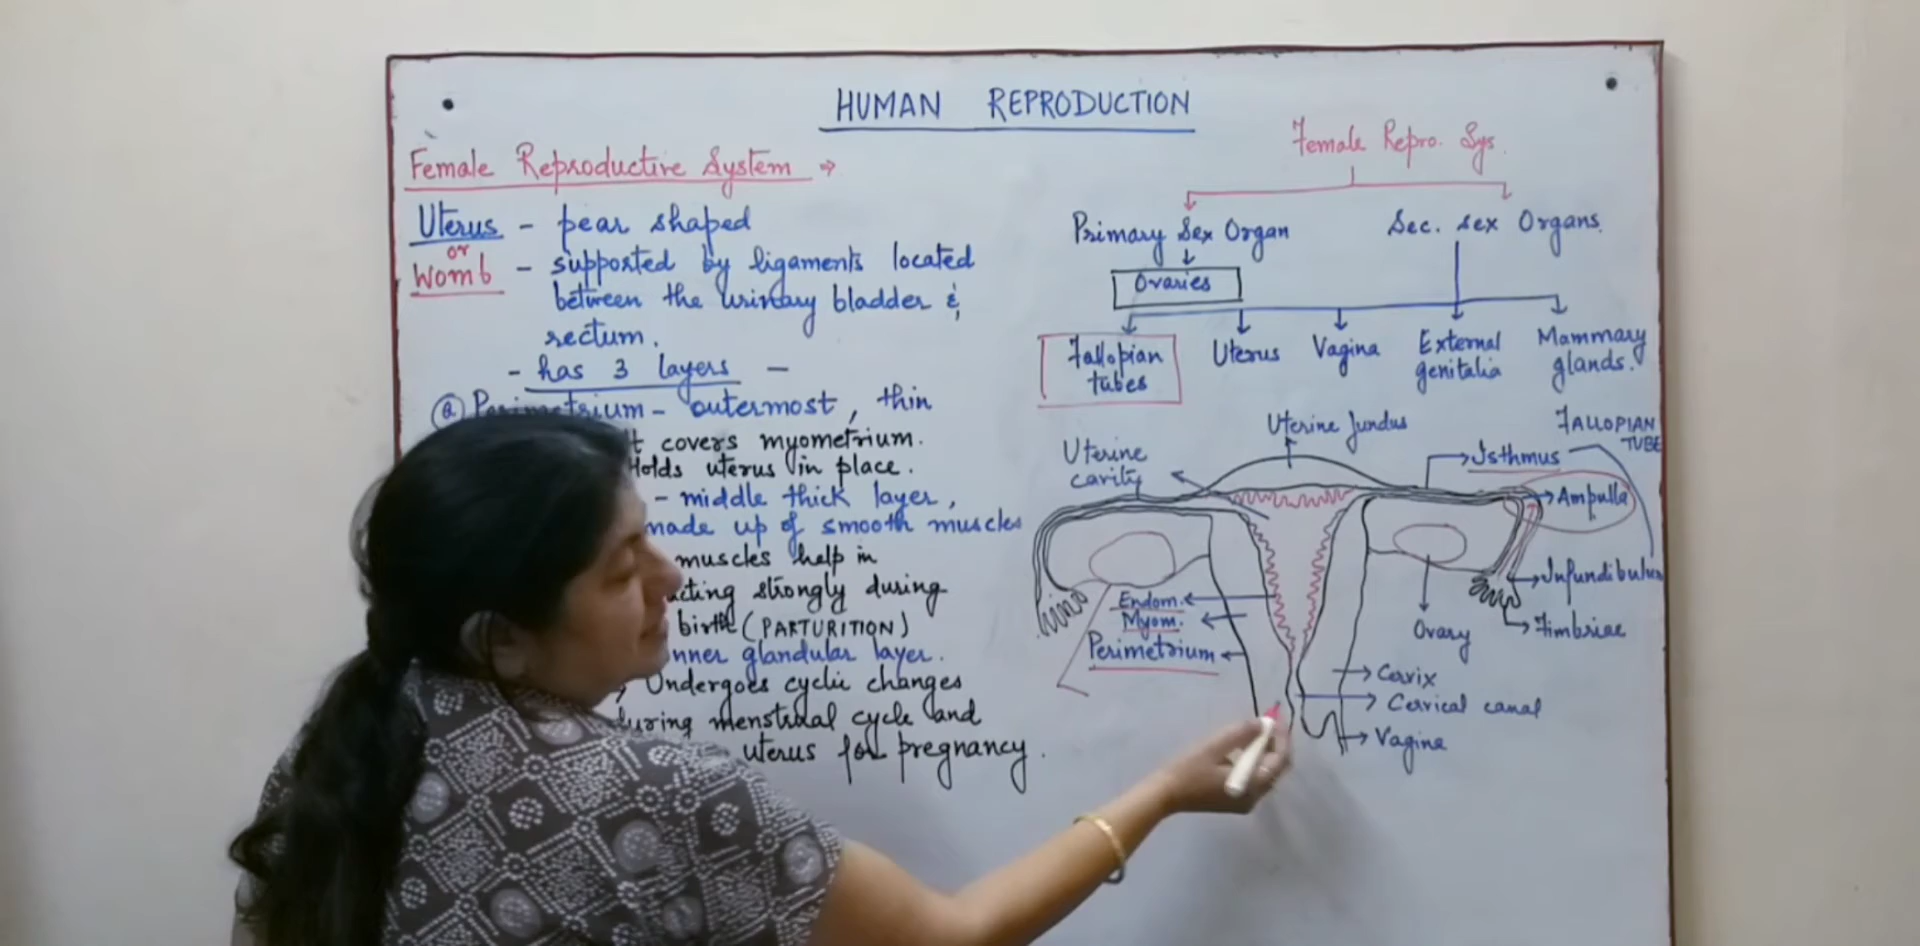 HUMAN REPRODUCTION
Female Reproductive System →
Uterus - pear shaped
or
Womb - supported by ligaments located
between the urinary bladder &
rectum.
- has 3 layers -
(a) Perimetrium - outermost, thin
It covers myometrium.
Holds uterus in place.
- middle thick layer,
made up of smooth muscles
muscles help in
acting strongly during
birth (PARTURITION)
nner glandular layer.
→ Undergoes cyclic changes
during menstrual cycle and
uterus for pregnancy.
Female Repro. Sys.
Primary Sex Organ
Sec. sex Organs.
Ovaries
Fallopian
tubes
Uterus
Vagina
External
genitalia
Mammary
glands.
Uterine fundus
FALLOPIAN
TUBE
Uterine
cavity
Isthmus
Ampulla
Infundibulum
Fimbriae
Ovary
Endom.
Myom.
Perimetrium
Cervix
Cervical canal
Vagina